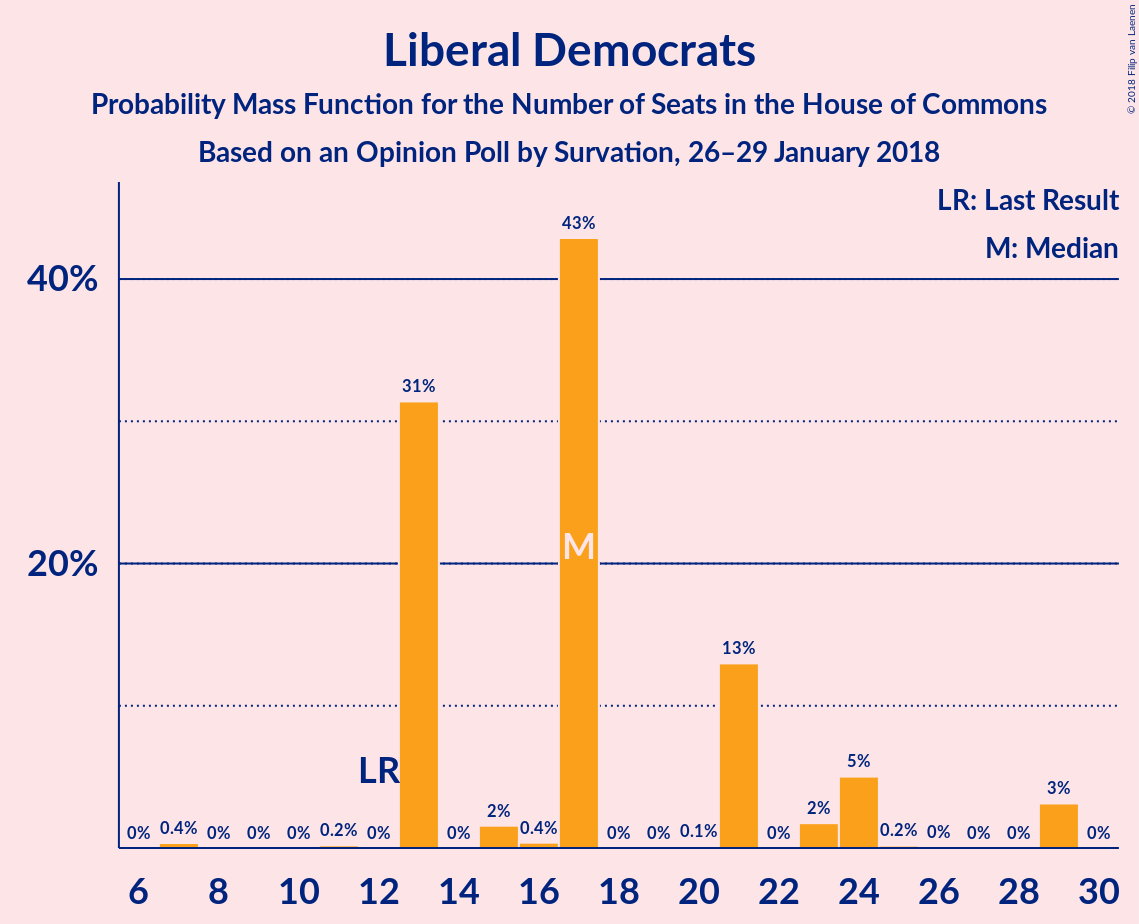 Liberal Democrats
Probability Mass Function for the Number of Seats in the House of Commons
Based on an Opinion Poll by Survation, 26–29 January 2018
© 2018 Filip van Laenen
LR: Last Result
M: Median
43%
40%
31%
M
20%
13%
LR
5%
3%
0% 0.4% 0% 0% 0% 0.2% 0% 0% 2% 0.4% 0% 0% 0.1% 0% 2% 0.2% 0% 0% 0% 0%
6 8 10 12 14 16 18 20 22 24 26 28 30